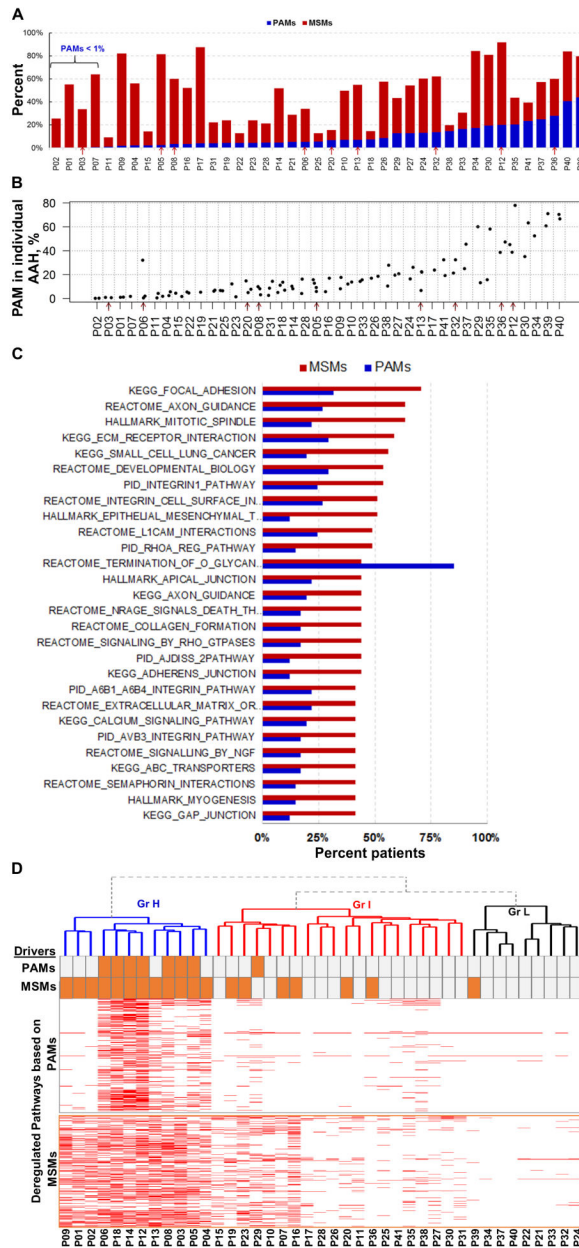 A
PAMs MSMs
PAMs < 1%
Percent
100%
80%
60%
40%
20%
0%
P02 P01 P03 P07 P11 P09 P04 P15 P05 P08 P16 P17 P31 P19 P22 P23 P28 P14 P21 P06 P25 P20 P10 P13 P18 P26 P29 P27 P24 P32 P38 P33 P34 P30 P12 P35 P41 P37 P36 P40
B
PAM in individual
AAH, %
80
60
40
20
0
P02 P03 P01 P07 P06 P11 P04 P15 P22 P19 P21 P25 P23 P20 P08 P31 P18 P14 P28 P05 P16 P09 P10 P26 P33 P38 P27 P24 P13 P17 P41 P32 P37 P29 P35 P36 P12 P30 P34 P39 P40
C
MSMs PAMs
KEGG_FOCAL_ADHESION
REACTOME_AXON_GUIDANCE
HALLMARK_MITOTIC_SPINDLE
KEGG_ECM_RECEPTOR_INTERACTION
KEGG_SMALL_CELL_LUNG_CANCER
REACTOME_DEVELOPMENTAL_BIOLOGY
PID_INTEGRIN1_PATHWAY
REACTOME_INTEGRIN_CELL_SURFACE_IN..
HALLMARK_EPITHELIAL_MESENCHYMAL_T..
REACTOME_L1CAM_INTERACTIONS
PID_RHOA_REG_PATHWAY
REACTOME_TERMINATION_OF_O_GLYCAN..
HALLMARK_APICAL_JUNCTION
KEGG_AXON_GUIDANCE
REACTOME_NRAGE_SIGNALS_DEATH_TH..
REACTOME_COLLAGEN_FORMATION
REACTOME_SIGNALING_BY_RHO_GTPASES
PID_AJDISS_2PATHWAY
KEGG_ADHERENS_JUNCTION
PID_A6B1_A6B4_INTEGRIN_PATHWAY
REACTOME_EXTRACELLULAR_MATRIX_OR..
KEGG_CALCIUM_SIGNALING_PATHWAY
PID_AVB3_INTEGRIN_PATHWAY
REACTOME_SIGNALLING_BY_NGF
KEGG_ABC_TRANSPORTERS
REACTOME_SEMAPHORIN_INTERACTIONS
HALLMARK_MYOGENESIS
KEGG_GAP_JUNCTION
0% 25% 50% 75% 100%
Percent patients
D
Gr H Gr I Gr L
Drivers
PAMs
MSMs
Deregulated Pathways based on
PAMs
MSMs
P09 P01 P02 P06 P18 P14 P12 P13 P08 P03 P05 P04 P15 P23 P29 P10 P07 P16 P17 P28 P26 P20 P11 P36 P25 P41 P35 P38 P27 P19 P31 P39 P34 P37 P40 P22 P21 P33 P30 P32 P24